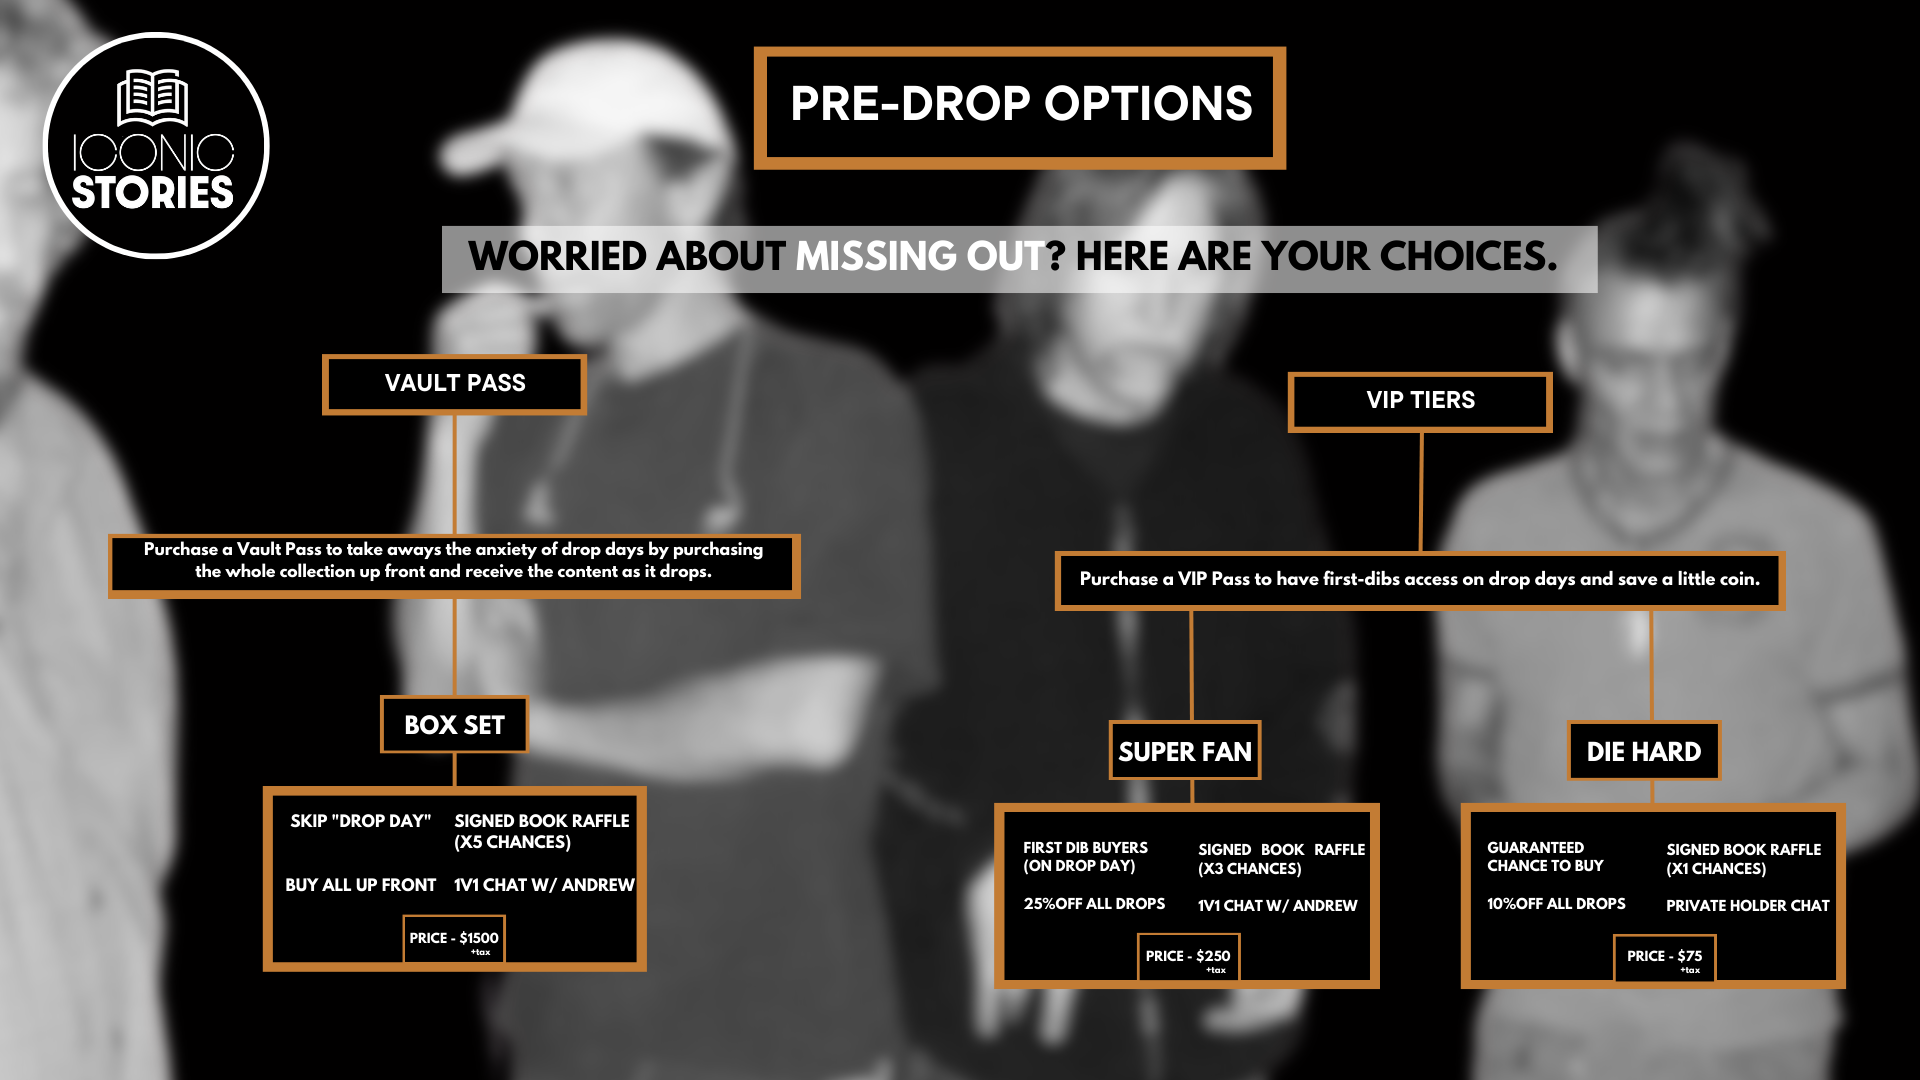 ICONIC
STORIES
PRE-DROP OPTIONS
WORRIED ABOUT MISSING OUT? HERE ARE YOUR CHOICES.
VAULT PASS
Purchase a Vault Pass to take aways the anxiety of drop days by purchasing
the whole collection up front and receive the content as it drops.
BOX SET
SKIP "DROP DAY"
SIGNED BOOK RAFFLE
(X5 CHANCES)
BUY ALL UP FRONT
1V1 CHAT W/ ANDREW
PRICE - $1500
+tax
VIP TIERS
Purchase a VIP Pass to have first-dibs access on drop days and save a little coin.
SUPER FAN
FIRST DIB BUYERS
(ON DROP DAY)
SIGNED BOOK RAFFLE
(X3 CHANCES)
25%OFF ALL DROPS
1V1 CHAT W/ ANDREW
PRICE - $250
+tax
DIE HARD
GUARANTEED
CHANCE TO BUY
SIGNED BOOK RAFFLE
(X1 CHANCES)
10%OFF ALL DROPS
PRIVATE HOLDER CHAT
PRICE - $75
+tax